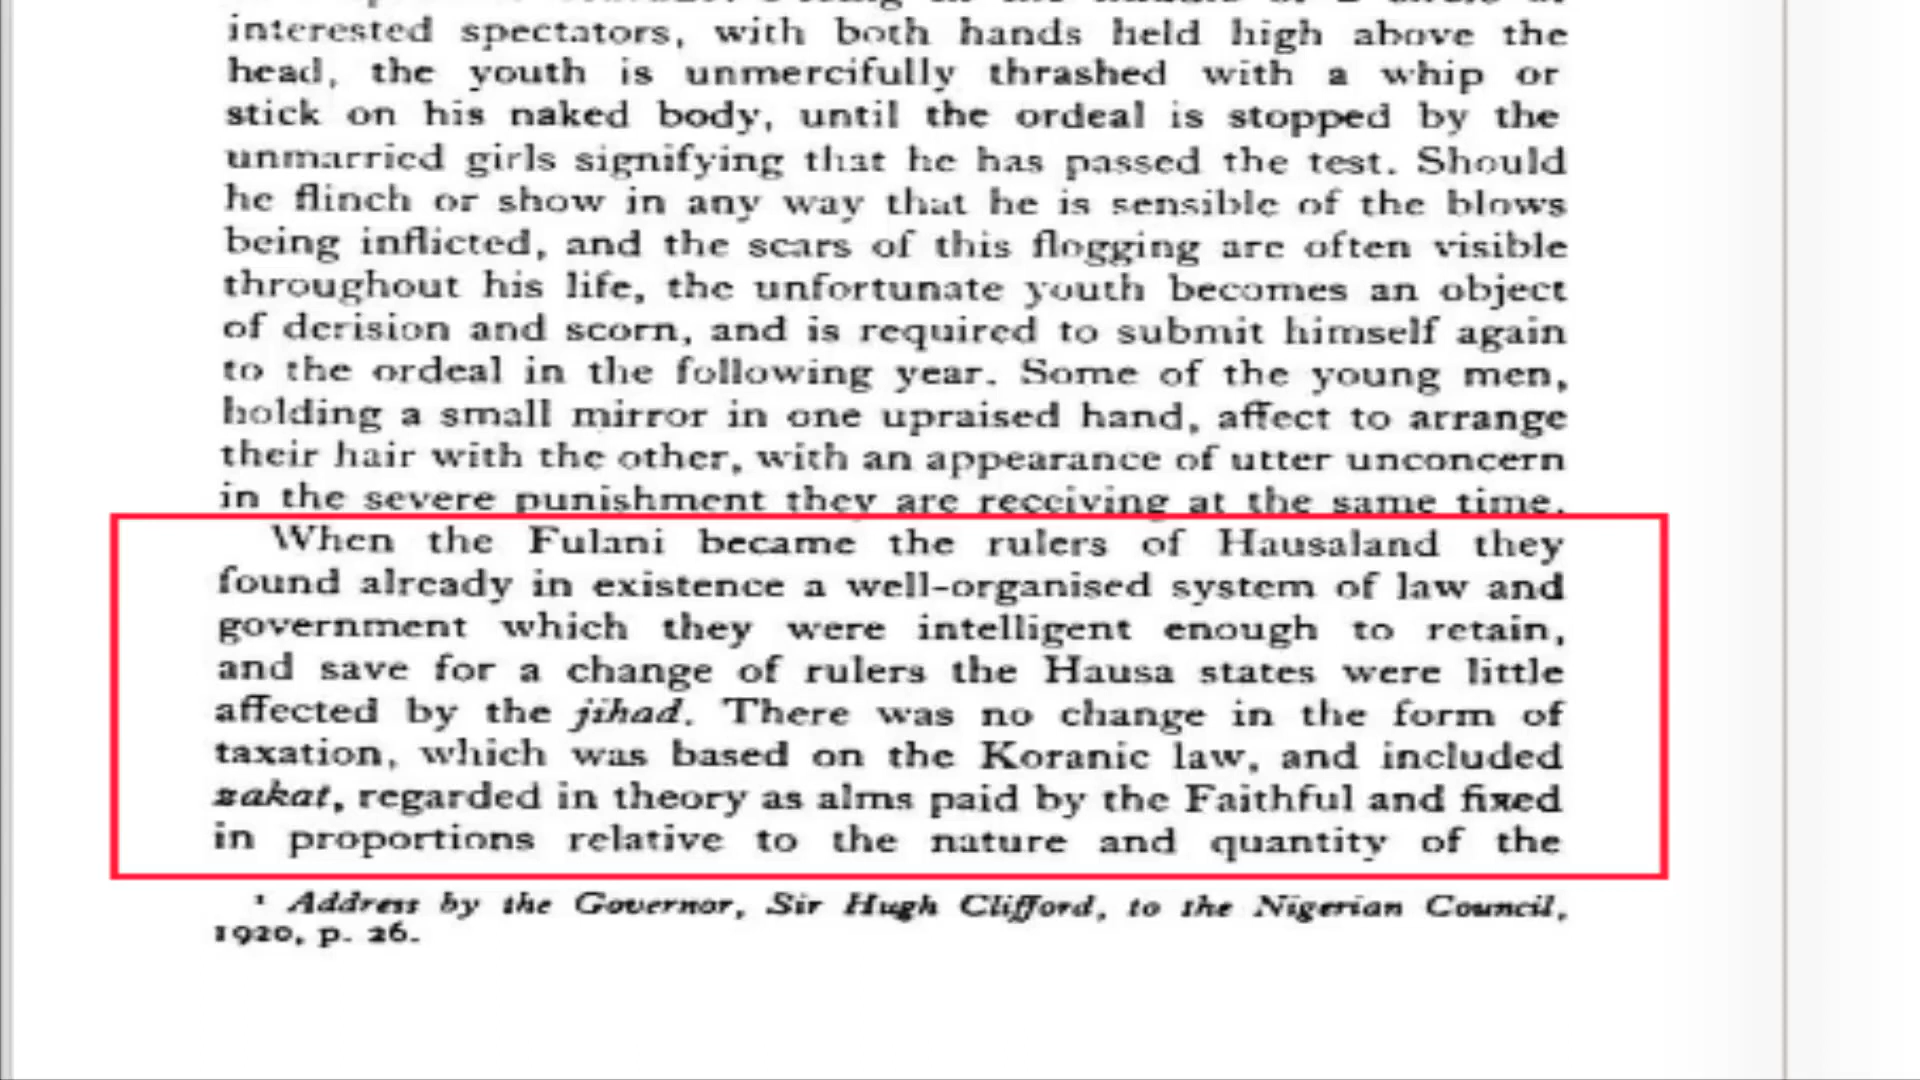 interested spectators, with both hands held high above the
head, the youth is unmercifully thrashed with a whip or
stick on his naked body, until the ordeal is stopped by the
unmarried girls signifying that he has passed the test. Should
he flinch or show in any way that he is sensible of the blows
being inflicted, and the scars of this flogging are often visible
throughout his life, the unfortunate youth becomes an object
of derision and scorn, and is required to submit himself again
to the ordeal in the following year. Some of the young men,
holding a small mirror in one upraised hand, affect to arrange
their hair with the other, with an appearance of utter unconcern
in the severe punishment they are receiving at the same time.
When the Fulani became the rulers of Hausaland they
found already in existence a well-organised system of law and
government which they were intelligent enough to retain,
and save for a change of rulers the Hausa states were little
affected by the jihad. There was no change in the form of
taxation, which was based on the Koranic law, and included
zakat, regarded in theory as alms paid by the Faithful and fixed
in proportions relative to the nature and quantity of the
¹ Address by the Governor, Sir Hugh Clifford, to the Nigerian Council,
1920, p. 26.